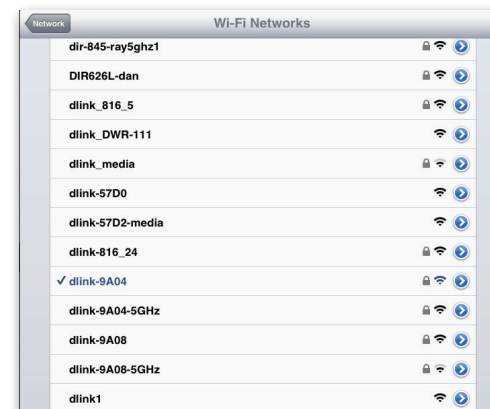 Network
Wi-Fi Networks
dir-845-ray5ghz1
DIR626L-dan
dlink_816_5
dlink_DWR-111
dlink_media
dlink-57D0
dlink-57D2-media
dlink-816_24
dlink-9A04
dlink-9A04-5GHz
dlink-9A08
dlink-9A08-5GHz
dlink1